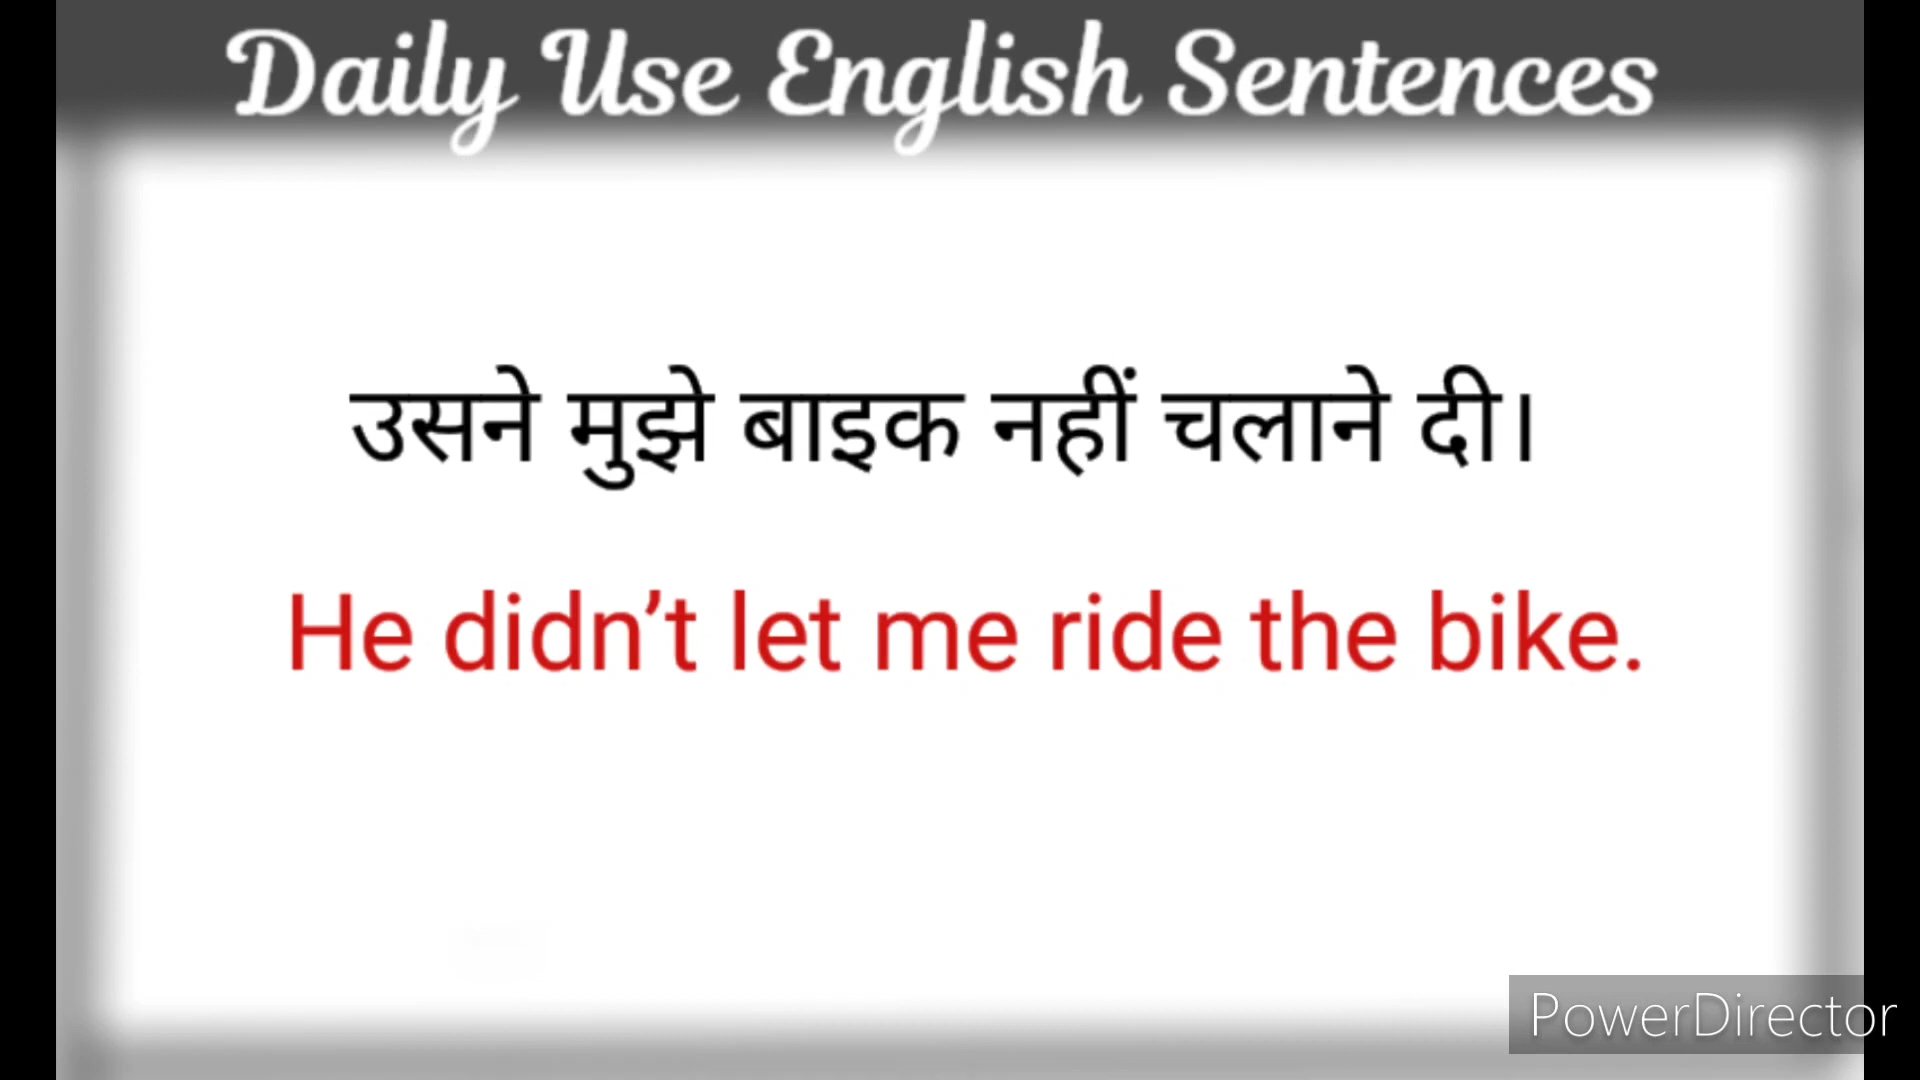 Daily Use English Sentences
उसने मुझे बाइक नहीं चलाने दी।
He didn’t let me ride the bike.
PowerDirector